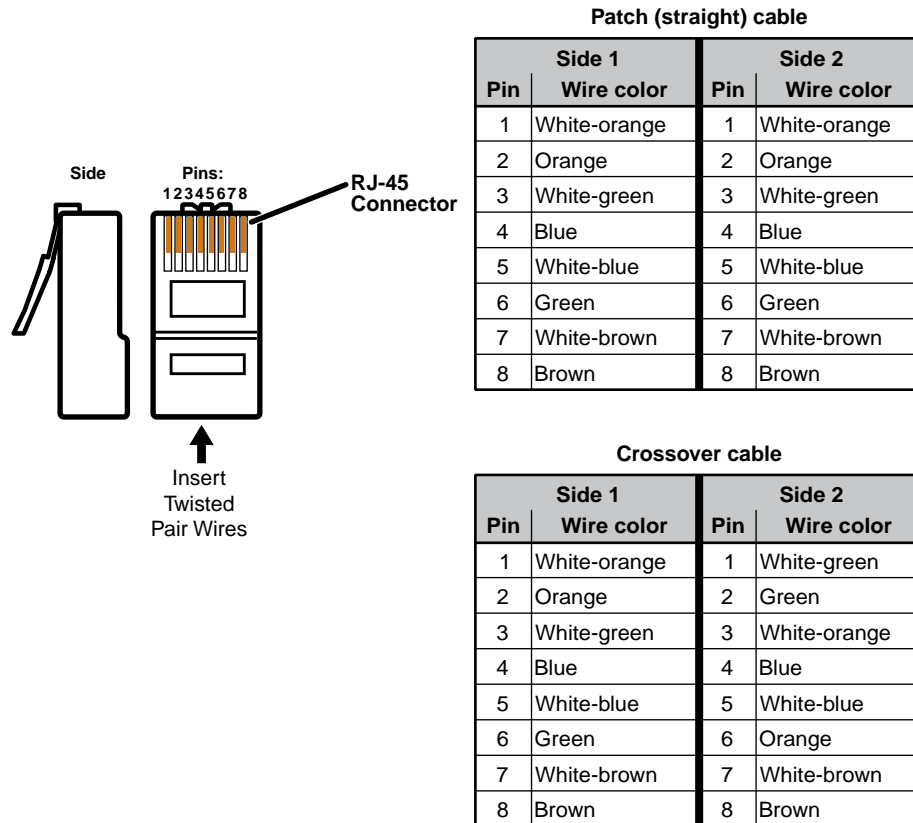 Patch (straight) cable
Side 1 Side 2
Pin Wire color Pin Wire color
1 White-orange 1 White-orange
2 Orange 2 Orange
3 White-green 3 White-green
4 Blue 4 Blue
5 White-blue 5 White-blue
6 Green 6 Green
7 White-brown 7 White-brown
8 Brown 8 Brown
Side
Pins:
12345678
RJ-45
Connector
Insert
Twisted
Pair Wires
Crossover cable
Side 1 Side 2
Pin Wire color Pin Wire color
1 White-orange 1 White-green
2 Orange 2 Green
3 White-green 3 White-orange
4 Blue 4 Blue
5 White-blue 5 White-blue
6 Green 6 Orange
7 White-brown 7 White-brown
8 Brown 8 Brown